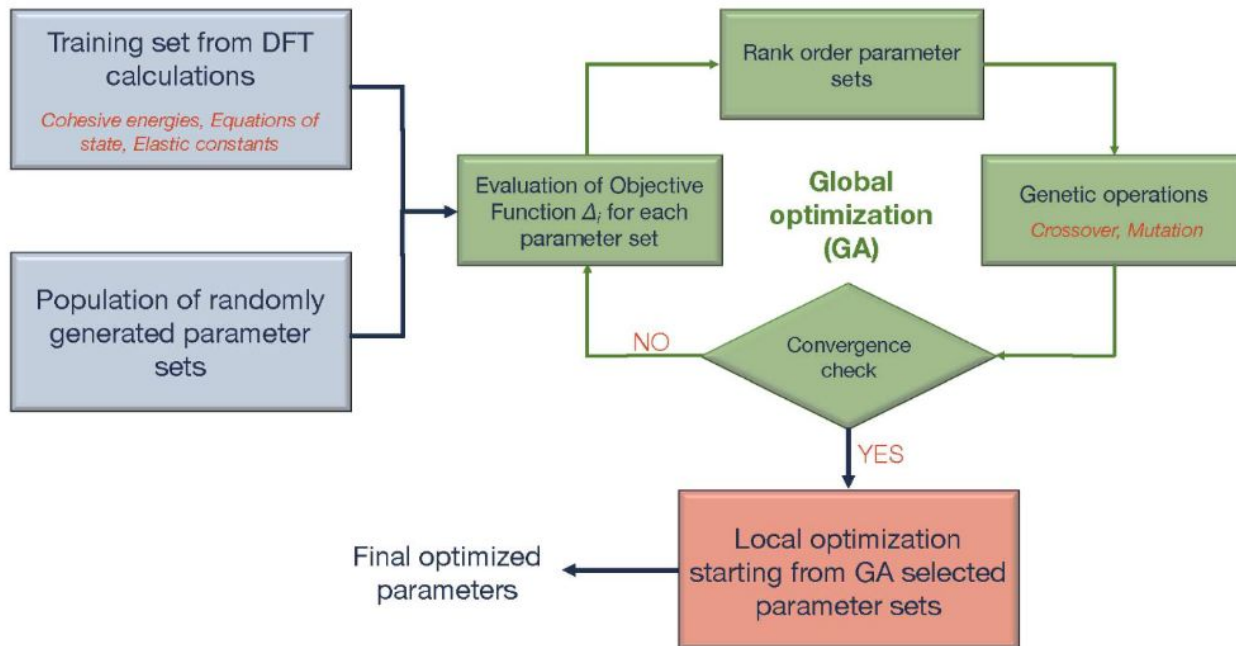 Training set from DFT
calculations
Cohesive energies, Equations of
state, Elastic constants
Population of randomly
generated parameter
sets
Evaluation of Objective
Function Δi for each
parameter set
Rank order parameter
sets
Global
optimization
(GA)
Genetic operations
Crossover, Mutation
Convergence
check
NO
YES
Local optimization
starting from GA selected
parameter sets
Final optimized
parameters